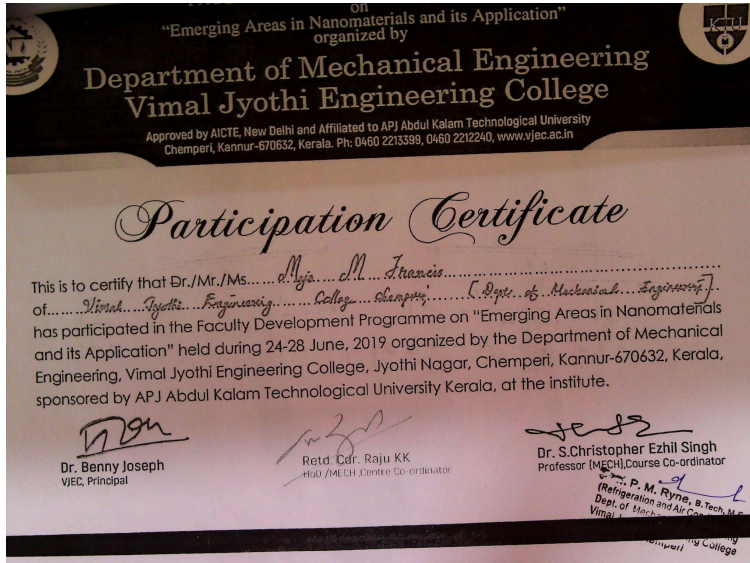 on
“Emerging Areas in Nanomaterials and its Application”
organized by
Department of Mechanical Engineering
Vimal Jyothi Engineering College
Approved by AICTE, New Delhi and Affiliated to APJ Abdul Kalam Technological University
Chemperi, Kannur-670632, Kerala. Ph: 0460 2213399, 0460 2212240, www.vjec.ac.in
KTU
Participation Certificate
This is to certify that Dr./Mr./Ms.... M Francis
of.... Vimal Jyothi Engineering College Chemperi [Dept. of Mechanical Engineering]
has participated in the Faculty Development Programme on “Emerging Areas in Nanomaterials
and its Application” held during 24-28 June, 2019 organized by the Department of Mechanical
Engineering, Vimal Jyothi Engineering College, Jyothi Nagar, Chemperi, Kannur-670632, Kerala,
sponsored by APJ Abdul Kalam Technological University Kerala, at the institute.
Dr. Benny Joseph
VJEC, Principal
Retd. Cdr. Raju KK
HoD /MECH ,Centre Co-ordinator
Dr. S.Christopher Ezhil Singh
Professor (MECH),Course Co-ordinator
P. M. Ryne, B.Tech, M.
(Refrigeration and Air
Dept. of
Vimal
College